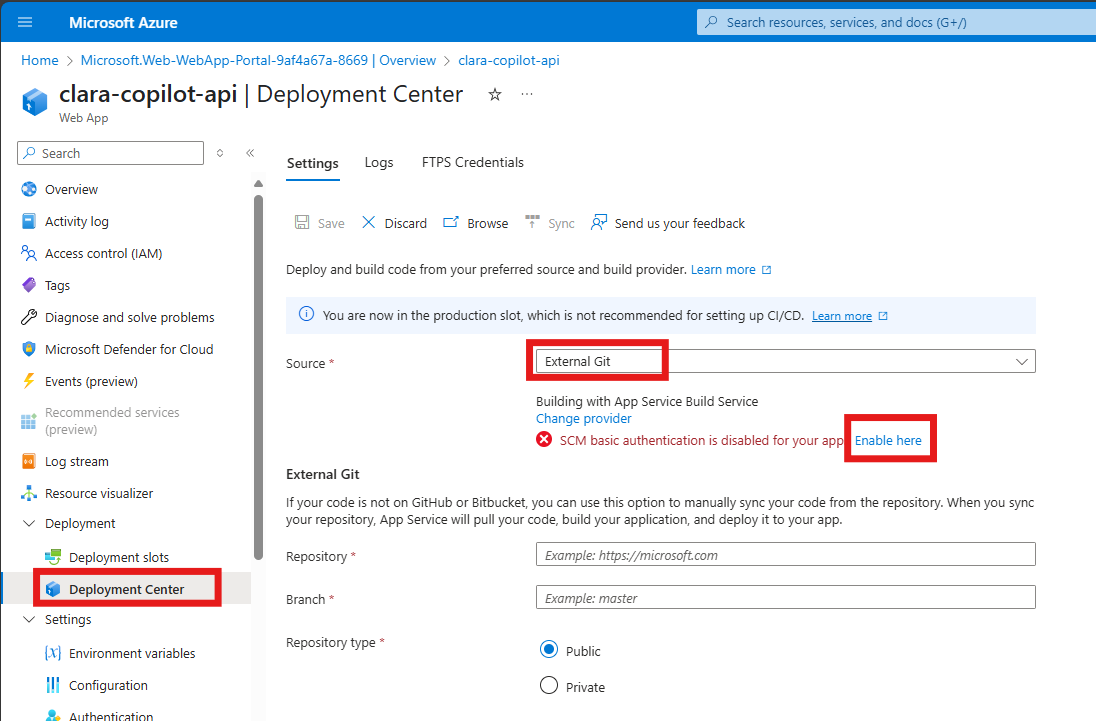 Microsoft Azure
Search resources, services, and docs (G+/)
Home > Microsoft.Web-WebApp-Portal-9af4a67a-8669 | Overview > clara-copilot-api
clara-copilot-api | Deployment Center
Web App
Search
Overview
Activity log
Access control (IAM)
Tags
Diagnose and solve problems
Microsoft Defender for Cloud
Events (preview)
Recommended services
(preview)
Log stream
Resource visualizer
Deployment
Deployment slots
Deployment Center
Settings
Environment variables
Configuration
Authentication
Settings Logs FTPS Credentials
Save Discard Browse Sync Send us your feedback
Deploy and build code from your preferred source and build provider. Learn more
You are now in the production slot, which is not recommended for setting up CI/CD. Learn more
Source * External Git
Building with App Service Build Service
Change provider
SCM basic authentication is disabled for your app Enable here
External Git
If your code is not on GitHub or Bitbucket, you can use this option to manually sync your code from the repository. When you sync
your repository, App Service will pull your code, build your application, and deploy it to your app.
Repository * Example: https://microsoft.com
Branch * Example: master
Repository type * Public
Private